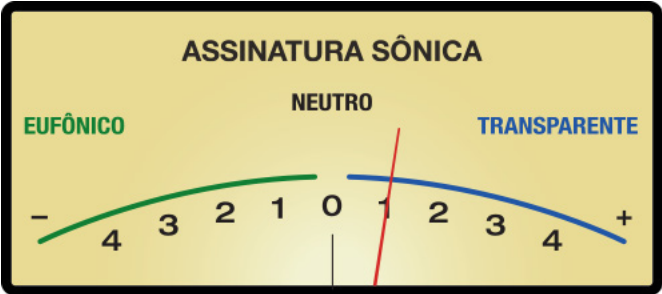 ASSINATURA SÔNICA
NEUTRO
EUFÔNICO TRANSPARENTE
− 4 3 2 1 0 1 2 3 4 +